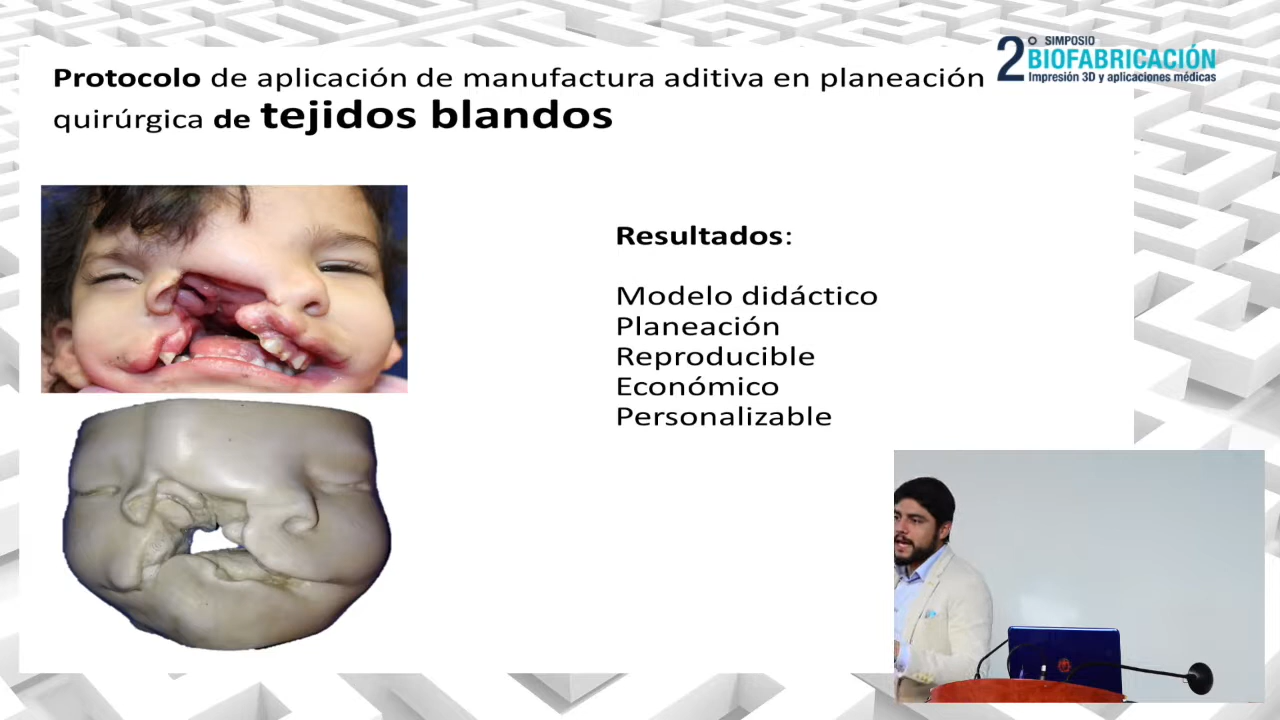 Protocolo de aplicación de manufactura aditiva en planeación
quirúrgica de tejidos blandos
2° SIMPOSIO
BIOFABRICACIÓN
Impresión 3D y aplicaciones médicas
Resultados:
Modelo didáctico
Planeación
Reproducible
Económico
Personalizable